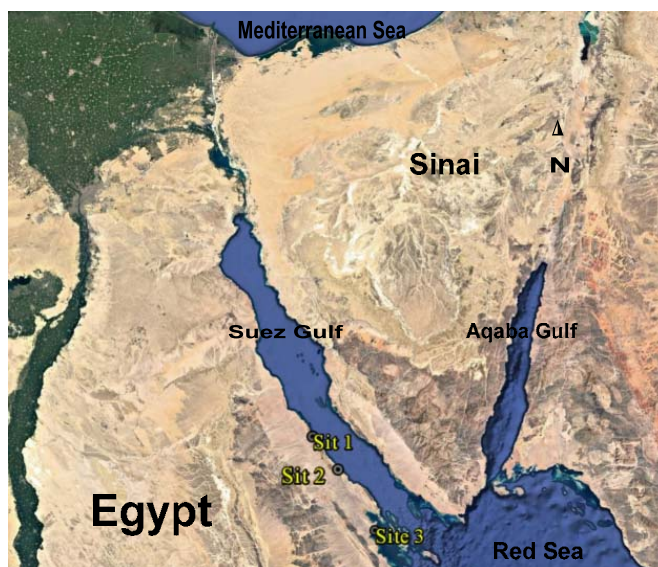 Mediterranean Sea
Sinai
N
Suez Gulf
Aqaba Gulf
Sit 1
Sit 2
Egypt
Site 3
Red Sea